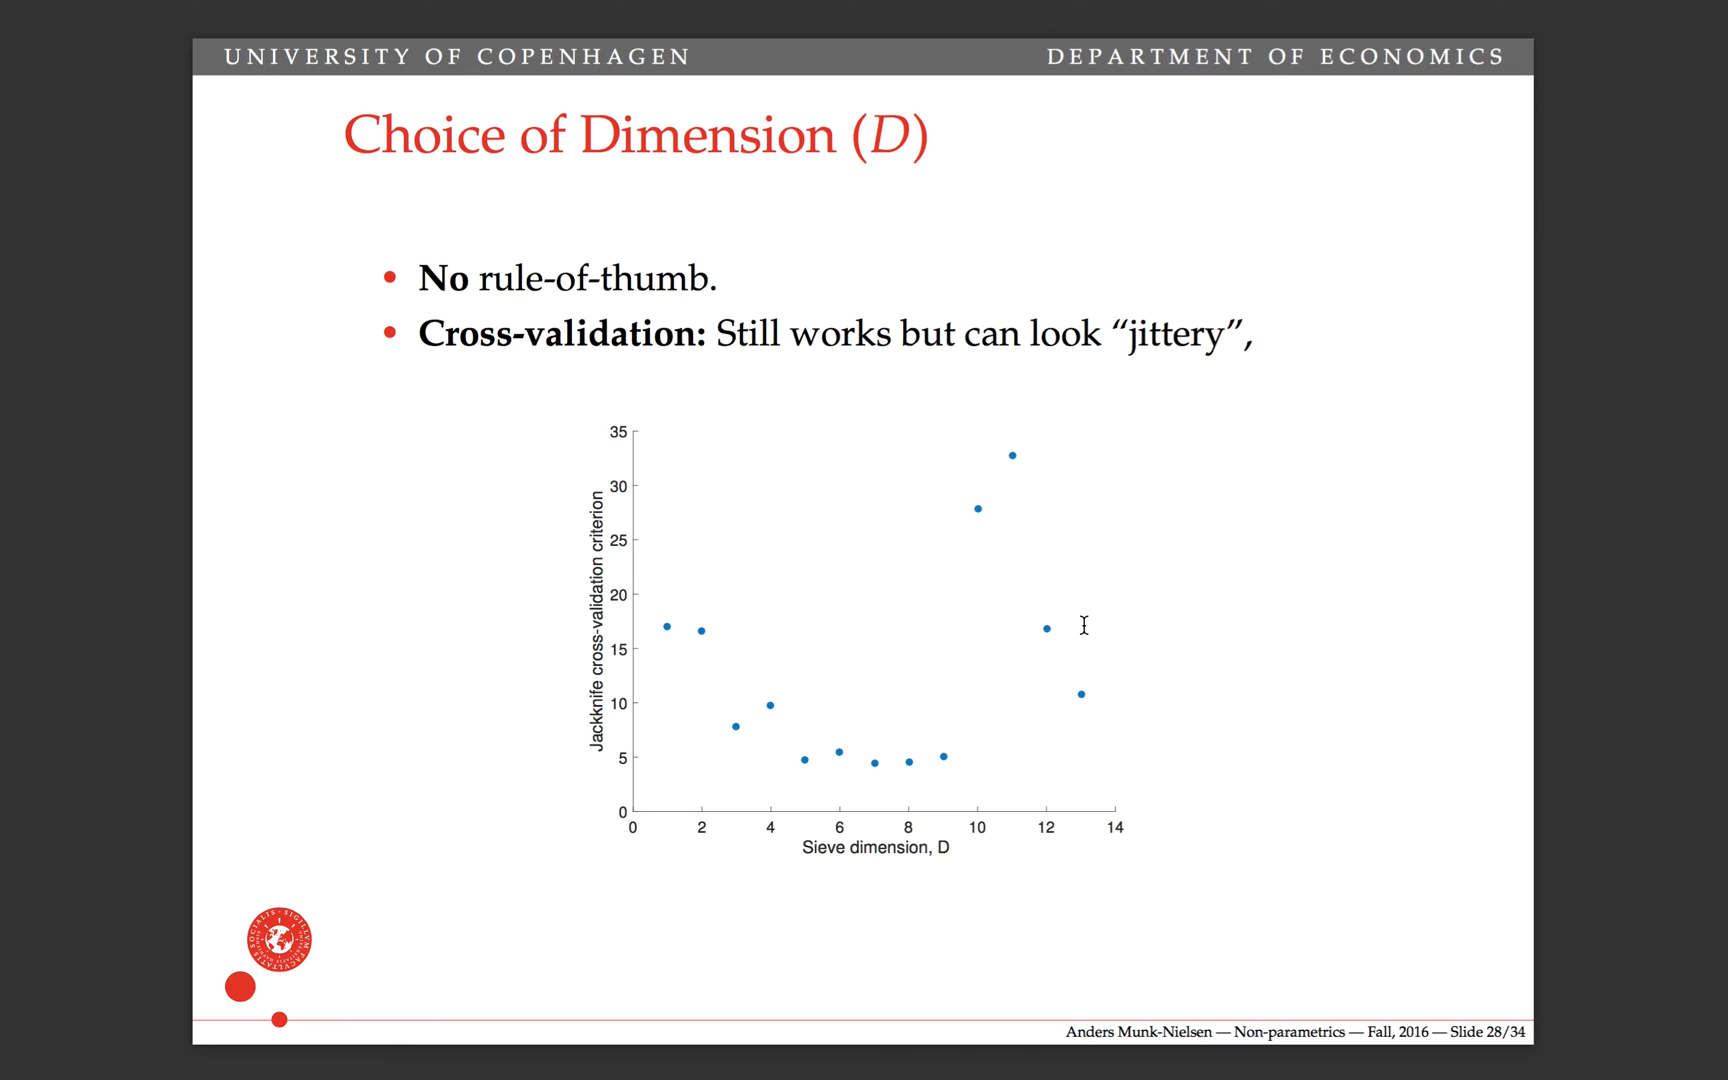 UNIVERSITY OF COPENHAGEN
DEPARTMENT OF ECONOMICS
Choice of Dimension (D)
• No rule-of-thumb.
• Cross-validation: Still works but can look “jittery”,
35
30
25
20
15
10
5
0
Jackknife cross-validation criterion
0 2 4 6 8 10 12 14
Sieve dimension, D
Anders Munk-Nielsen — Non-parametrics — Fall, 2016 — Slide 28/34